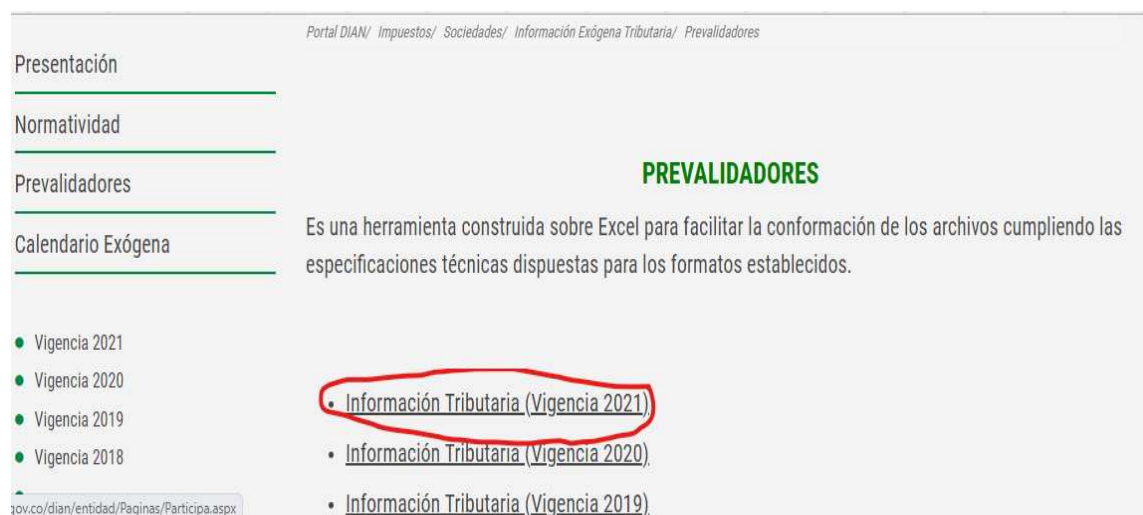 Portal DIAN/ Impuestos/ Sociedades/ Información Exógena Tributaria/ Prevalidadores
Presentación
Normatividad
Prevalidadores
Calendario Exógena
• Vigencia 2021
• Vigencia 2020
• Vigencia 2019
• Vigencia 2018
gov.co/dian/entidad/Paginas/Participa.aspx
PREVALIDADORES
Es una herramienta construida sobre Excel para facilitar la conformación de los archivos cumpliendo las
especificaciones técnicas dispuestas para los formatos establecidos.
• Información Tributaria (Vigencia 2021)
• Información Tributaria (Vigencia 2020)
• Información Tributaria (Vigencia 2019)